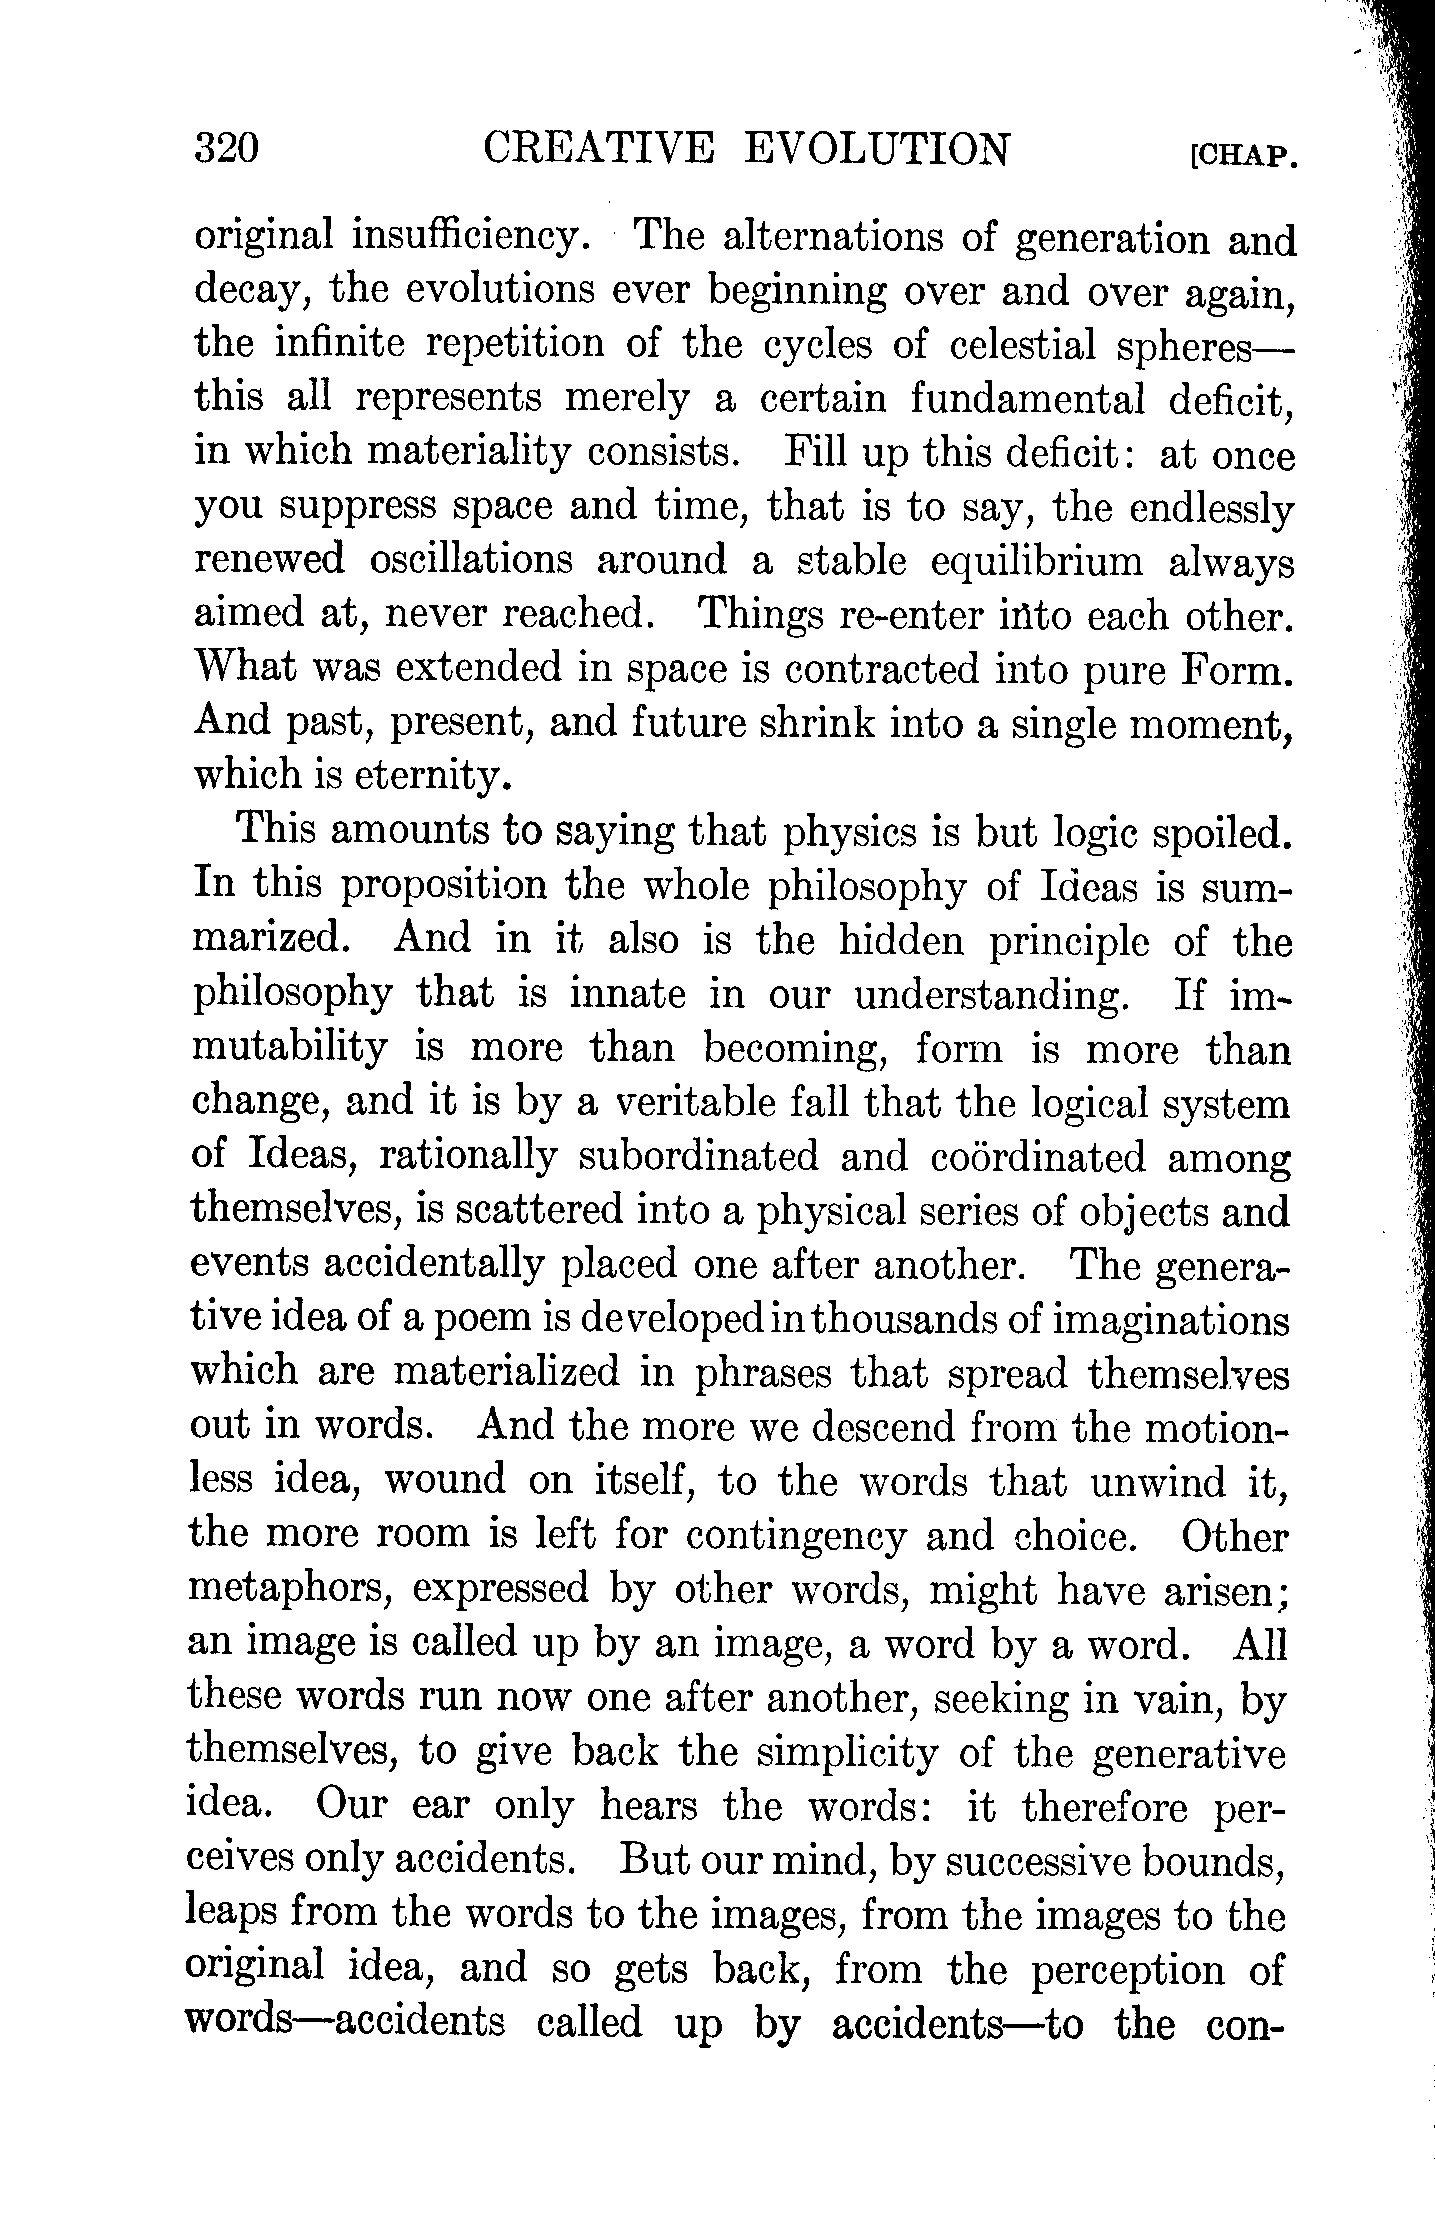 320 CREATIVE EVOLUTION [CHAP.
original insufficiency. The alternations of generation and
decay, the evolutions ever beginning over and over again,
the infinite repetition of the cycles of celestial spheres—
this all represents merely a certain fundamental deficit,
in which materiality consists. Fill up this deficit: at once
you suppress space and time, that is to say, the endlessly
renewed oscillations around a stable equilibrium always
aimed at, never reached. Things re-enter into each other.
What was extended in space is contracted into pure Form.
And past, present, and future shrink into a single moment,
which is eternity.
This amounts to saying that physics is but logic spoiled.
In this proposition the whole philosophy of Ideas is sum-
marized. And in it also is the hidden principle of the
philosophy that is innate in our understanding. If im-
mutability is more than becoming, form is more than
change, and it is by a veritable fall that the logical system
of Ideas, rationally subordinated and coördinated among
themselves, is scattered into a physical series of objects and
events accidentally placed one after another. The genera-
tive idea of a poem is developed in thousands of imaginations
which are materialized in phrases that spread themselves
out in words. And the more we descend from the motion-
less idea, wound on itself, to the words that unwind it,
the more room is left for contingency and choice. Other
metaphors, expressed by other words, might have arisen;
an image is called up by an image, a word by a word. All
these words run now one after another, seeking in vain, by
themselves, to give back the simplicity of the generative
idea. Our ear only hears the words: it therefore per-
ceives only accidents. But our mind, by successive bounds,
leaps from the words to the images, from the images to the
original idea, and so gets back, from the perception of
words—accidents called up by accidents—to the con-